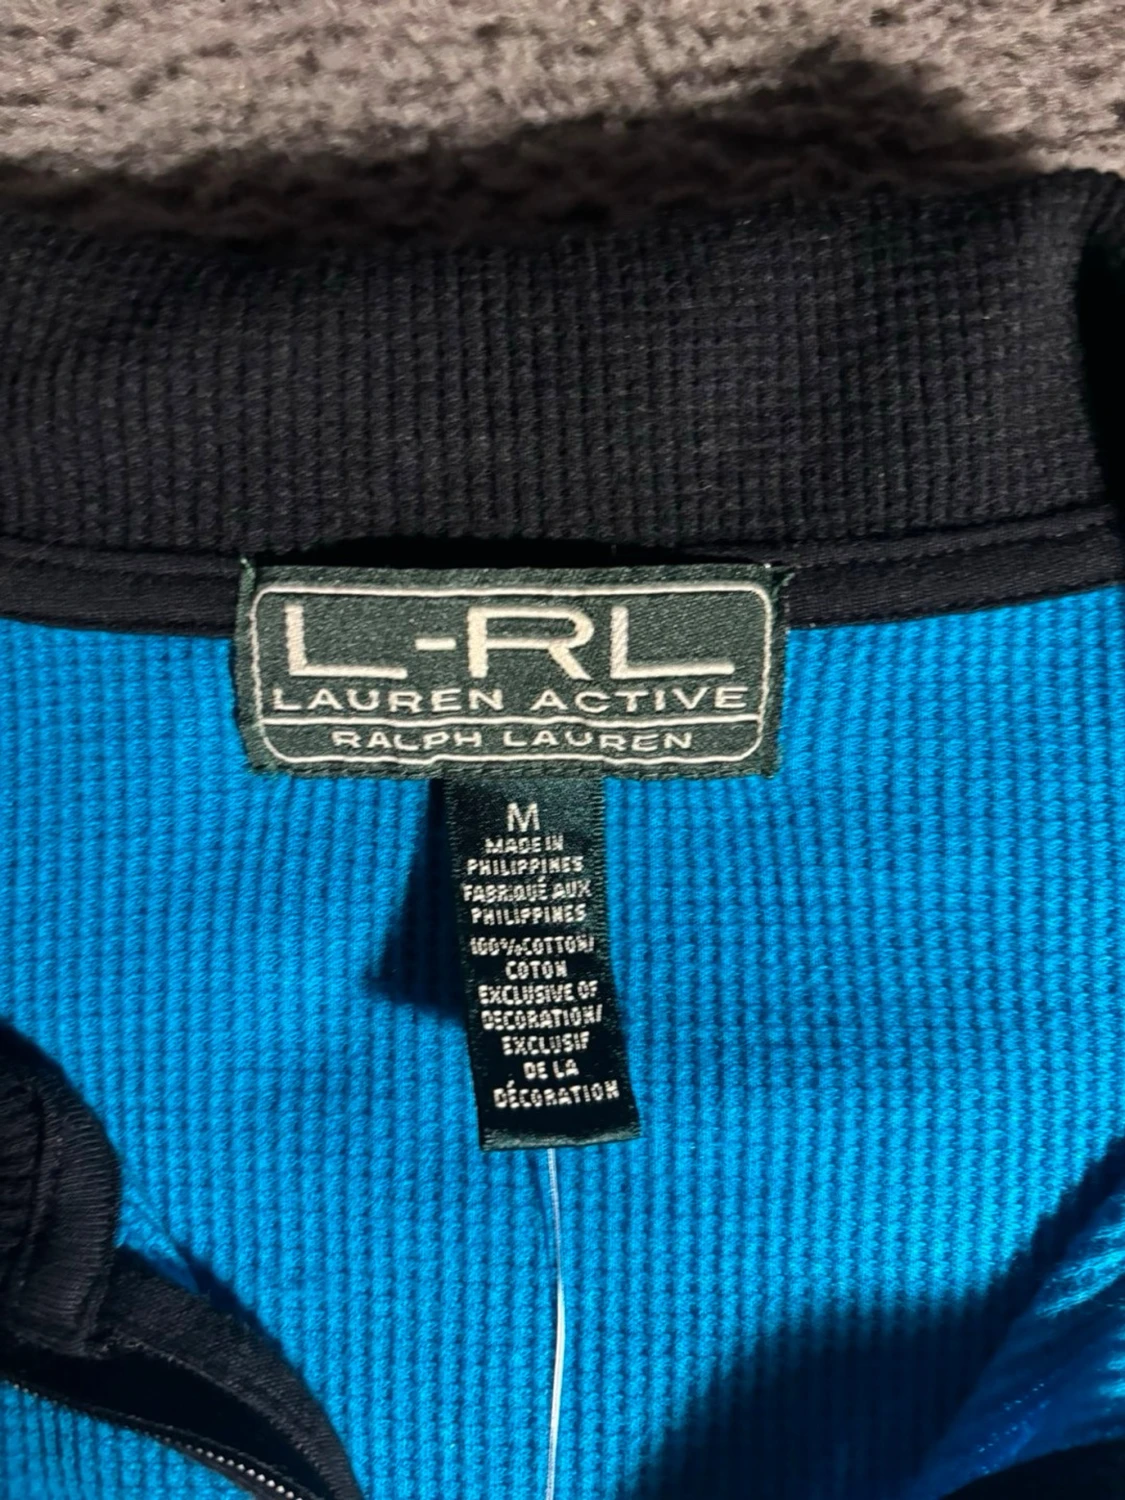 L-RL
LAUREN ACTIVE
RALPH LAUREN
M
MADE IN
PHILIPPINES
FABRIQUÉ AUX
PHILIPPINES
100%COTTON/
COTON
EXCLUSIVE OF
DECORATION/
EXCLUSIF
DE LA
DÉCORATION